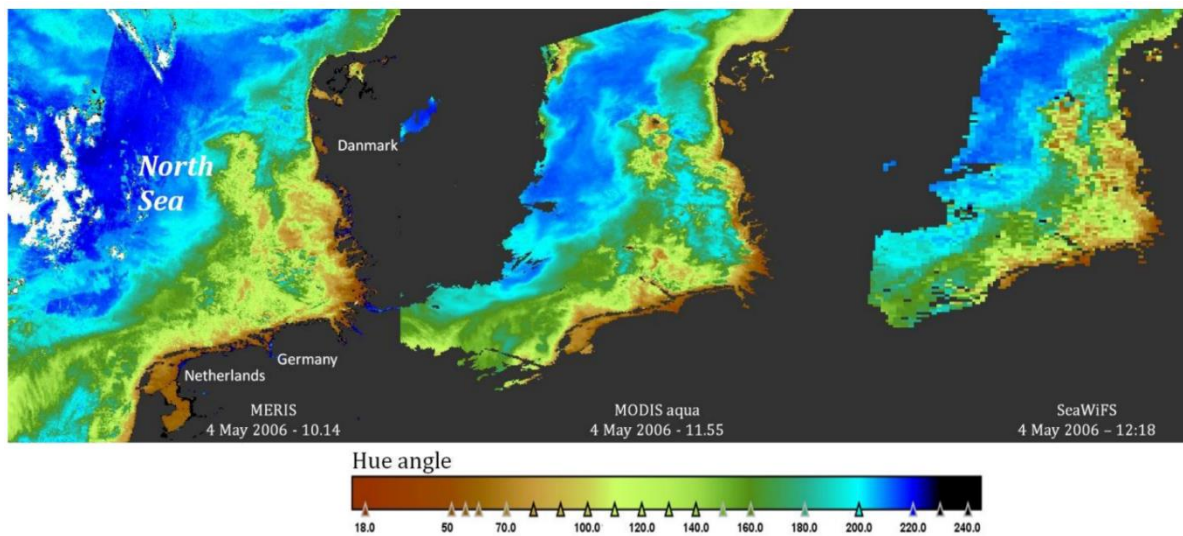 Danmark
North
Sea
Germany
Netherlands
MERIS
4 May 2006 - 10.14
MODIS aqua
4 May 2006 - 11.55
SeaWiFS
4 May 2006 – 12:18
Hue angle
18.0 50 60 70.0 100.0 120.0 140.0 160.0 180.0 200.0 220.0 240.0